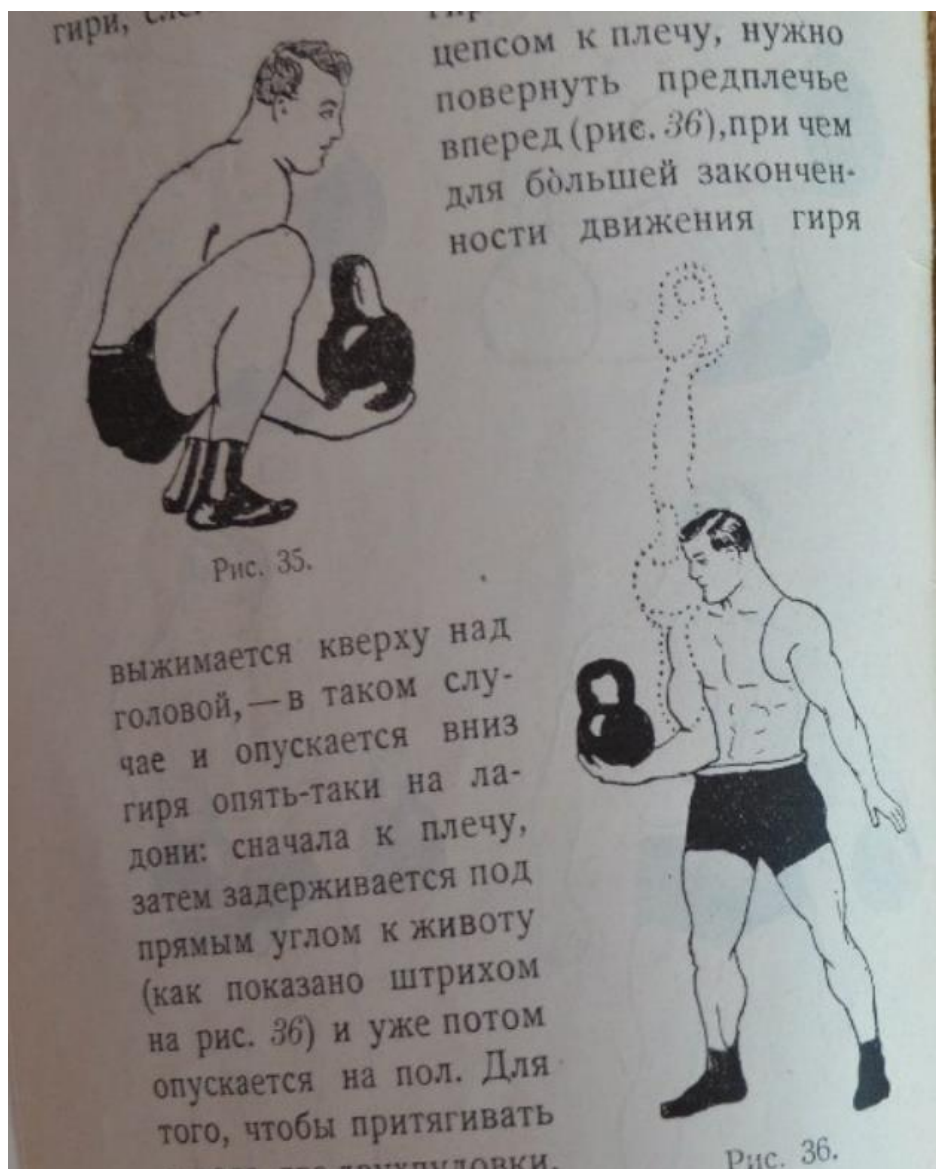 гири,
цепсом к плечу, нужно
повернуть предплечье
вперед (рис. 36), при чем
для бо̀льшей закончен-
ности движения гиря
Рис. 35.
выжимается кверху над
головой, — в таком слу-
чае и опускается вниз
гиря опять-таки на ла-
дони: сначала к плечу,
затем задерживается под
прямым углом к животу
(как показано штрихом
на рис. 36) и уже потом
опускается на пол. Для
того, чтобы притягивать
двухпудовки,
Рис. 36.